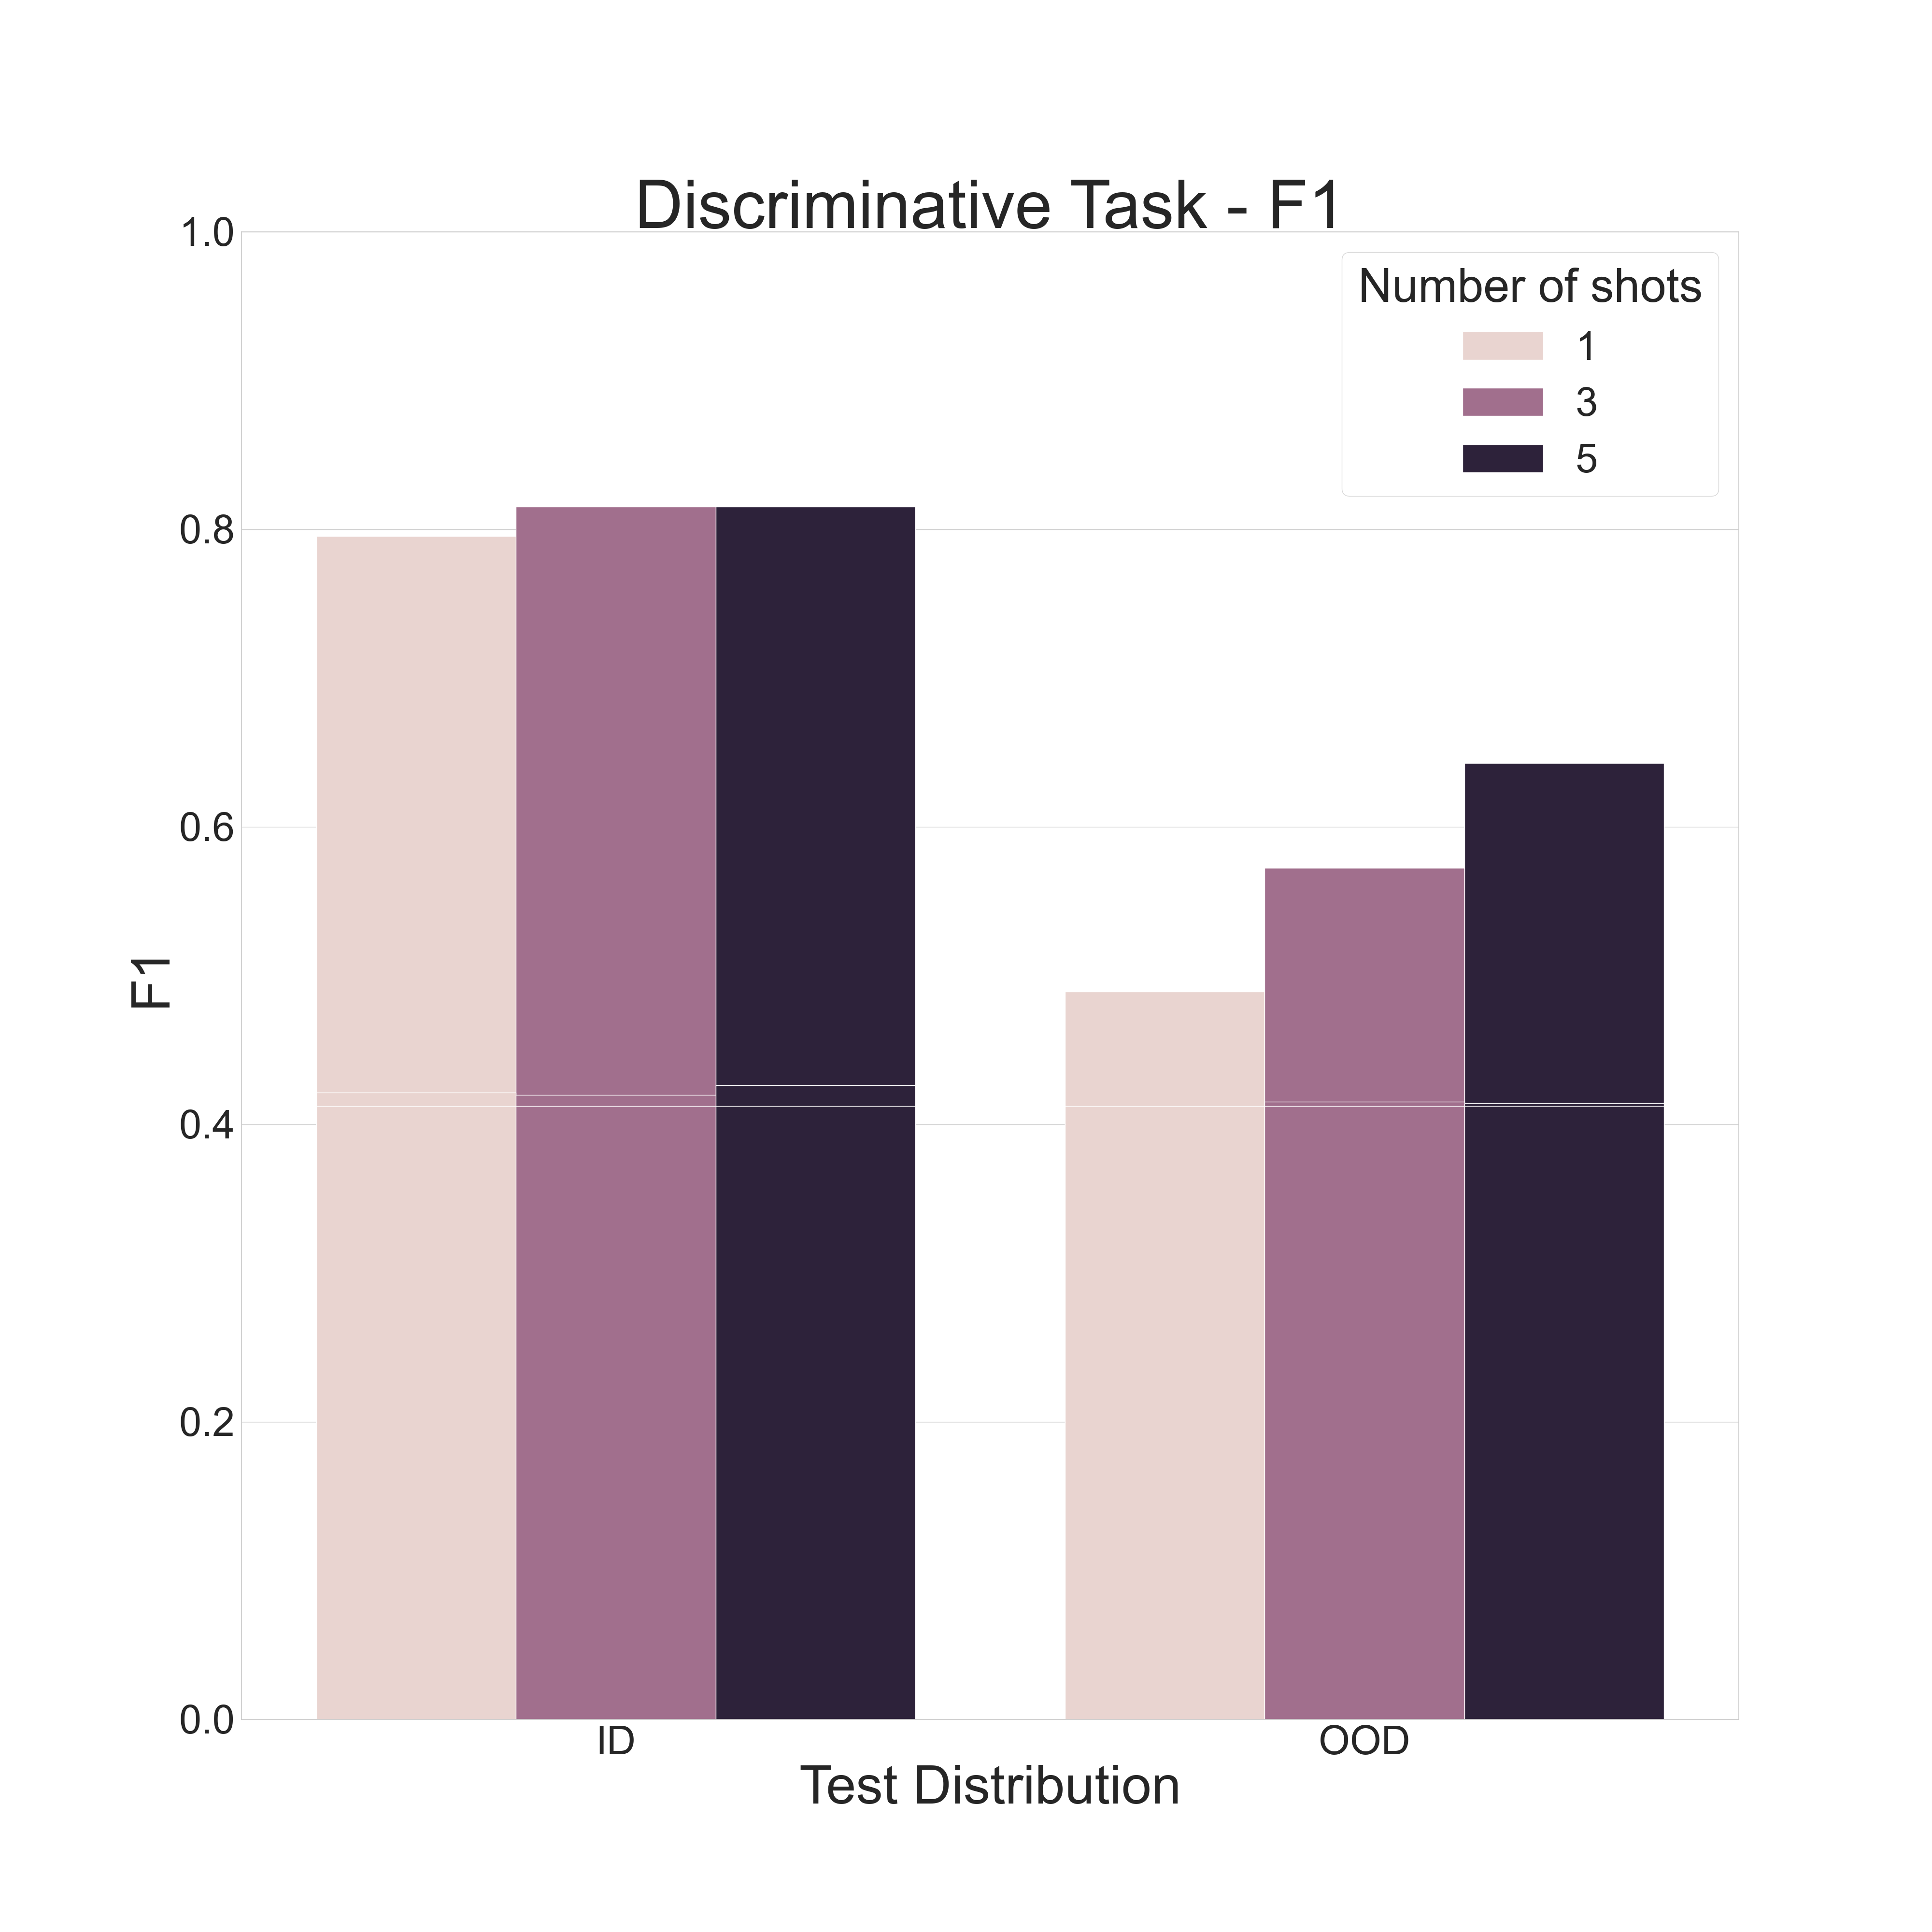 Discriminative Task - F1
1.0
0.8
0.6
0.4
0.2
0.0
F1
Number of shots
1
3
5
ID
OOD
Test Distribution